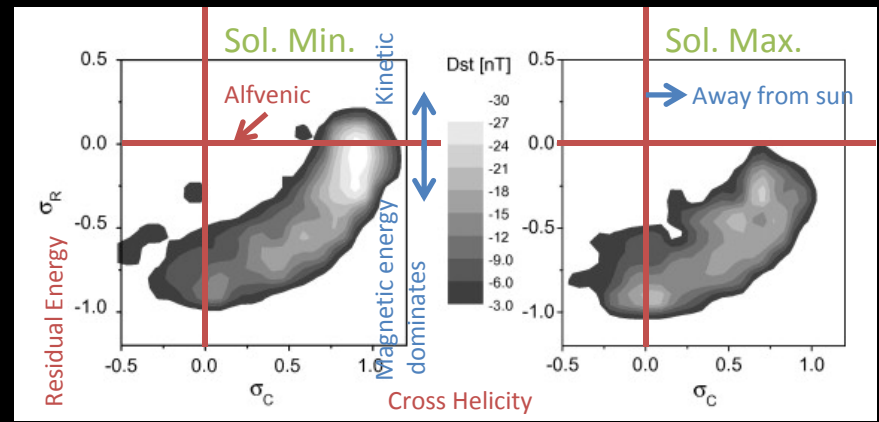 Sol. Min.
Sol. Max.
Dst [nT]
Alfvenic
Kinetic
Away from sun
0.5
0.0
-0.5
-1.0
σR
Residual Energy
-0.5
0.0
0.5
1.0
σC
Magnetic energy
dominates
-30
-27
-24
-21
-18
-15
-12
-9.0
-6.0
-3.0
0.5
0.0
-0.5
-1.0
-0.5
0.0
0.5
1.0
σC
Cross Helicity